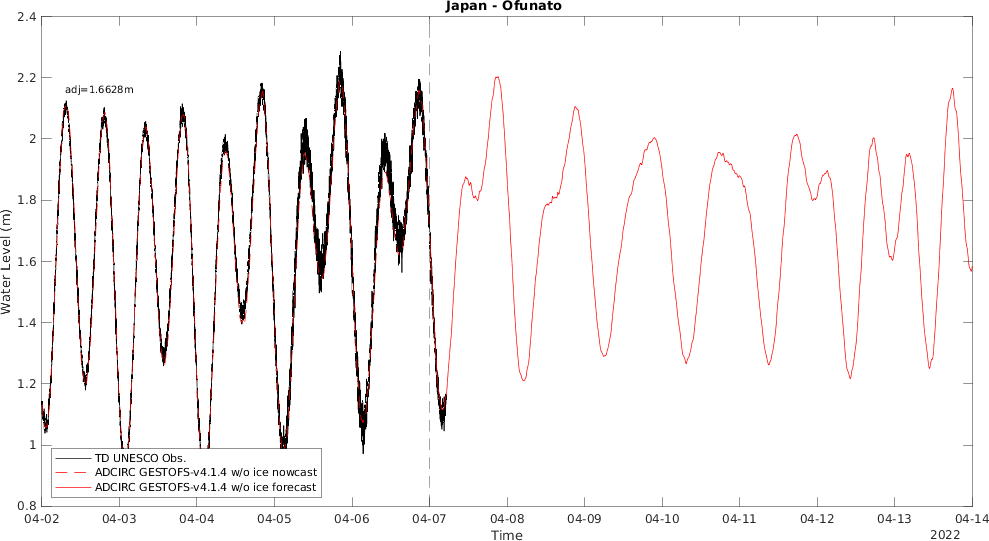 Japan - Ofunato
2.4
2.2
2
1.8
1.6
1.4
1.2
1
0.8
Water Level (m)
adj=1.6628m
TD UNESCO Obs.
ADCIRC GESTOFS-v4.1.4 w/o ice nowcast
ADCIRC GESTOFS-v4.1.4 w/o ice forecast
04-02 04-03 04-04 04-05 04-06 04-07 04-08 04-09 04-10 04-11 04-12 04-13 04-14
Time
2022